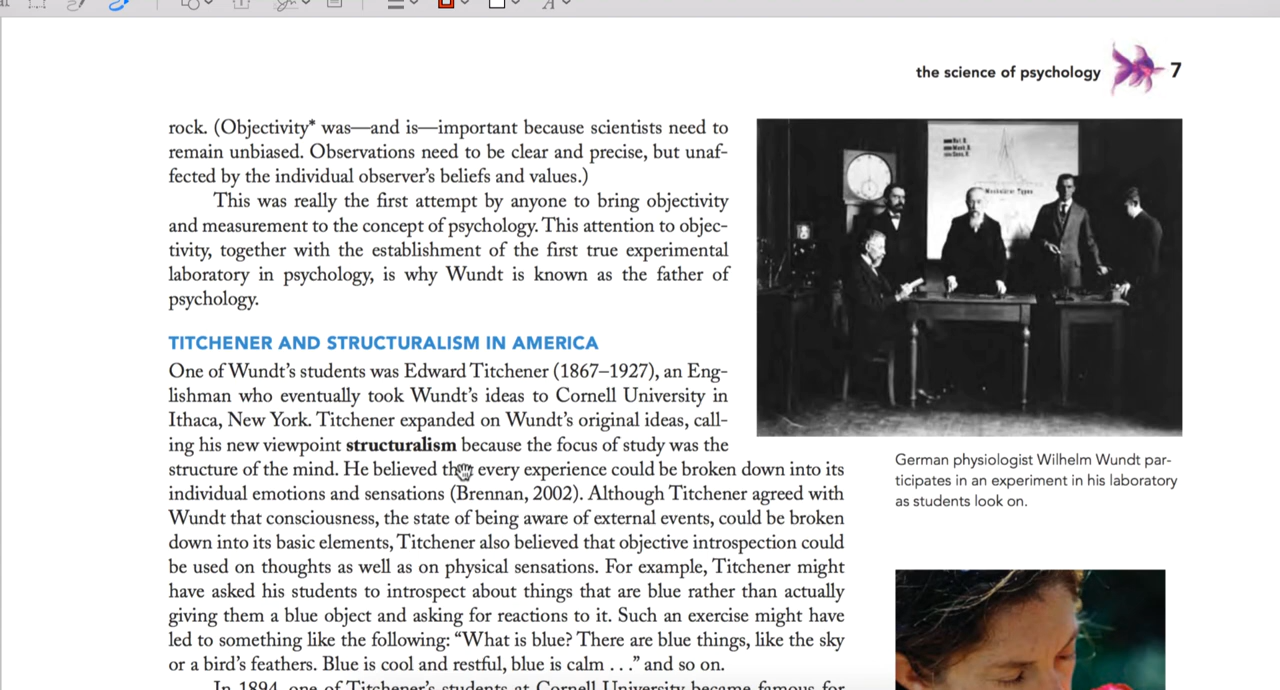 the science of psychology 7
rock. (Objectivity* was—and is—important because scientists need to
remain unbiased. Observations need to be clear and precise, but unaf-
fected by the individual observer's beliefs and values.)
This was really the first attempt by anyone to bring objectivity
and measurement to the concept of psychology. This attention to objec-
tivity, together with the establishment of the first true experimental
laboratory in psychology, is why Wundt is known as the father of
psychology.
TITCHENER AND STRUCTURALISM IN AMERICA
One of Wundt's students was Edward Titchener (1867–1927), an Eng-
lishman who eventually took Wundt's ideas to Cornell University in
Ithaca, New York. Titchener expanded on Wundt's original ideas, call-
ing his new viewpoint structuralism because the focus of study was the
structure of the mind. He believed that every experience could be broken down into its
individual emotions and sensations (Brennan, 2002). Although Titchener agreed with
Wundt that consciousness, the state of being aware of external events, could be broken
down into its basic elements, Titchener also believed that objective introspection could
be used on thoughts as well as on physical sensations. For example, Titchener might
have asked his students to introspect about things that are blue rather than actually
giving them a blue object and asking for reactions to it. Such an exercise might have
led to something like the following: “What is blue? There are blue things, like the sky
or a bird's feathers. Blue is cool and restful, blue is calm . . .” and so on.
In 1894, one of Titchener's students at Cornell University became famous for
German physiologist Wilhelm Wundt par-
ticipates in an experiment in his laboratory
as students look on.